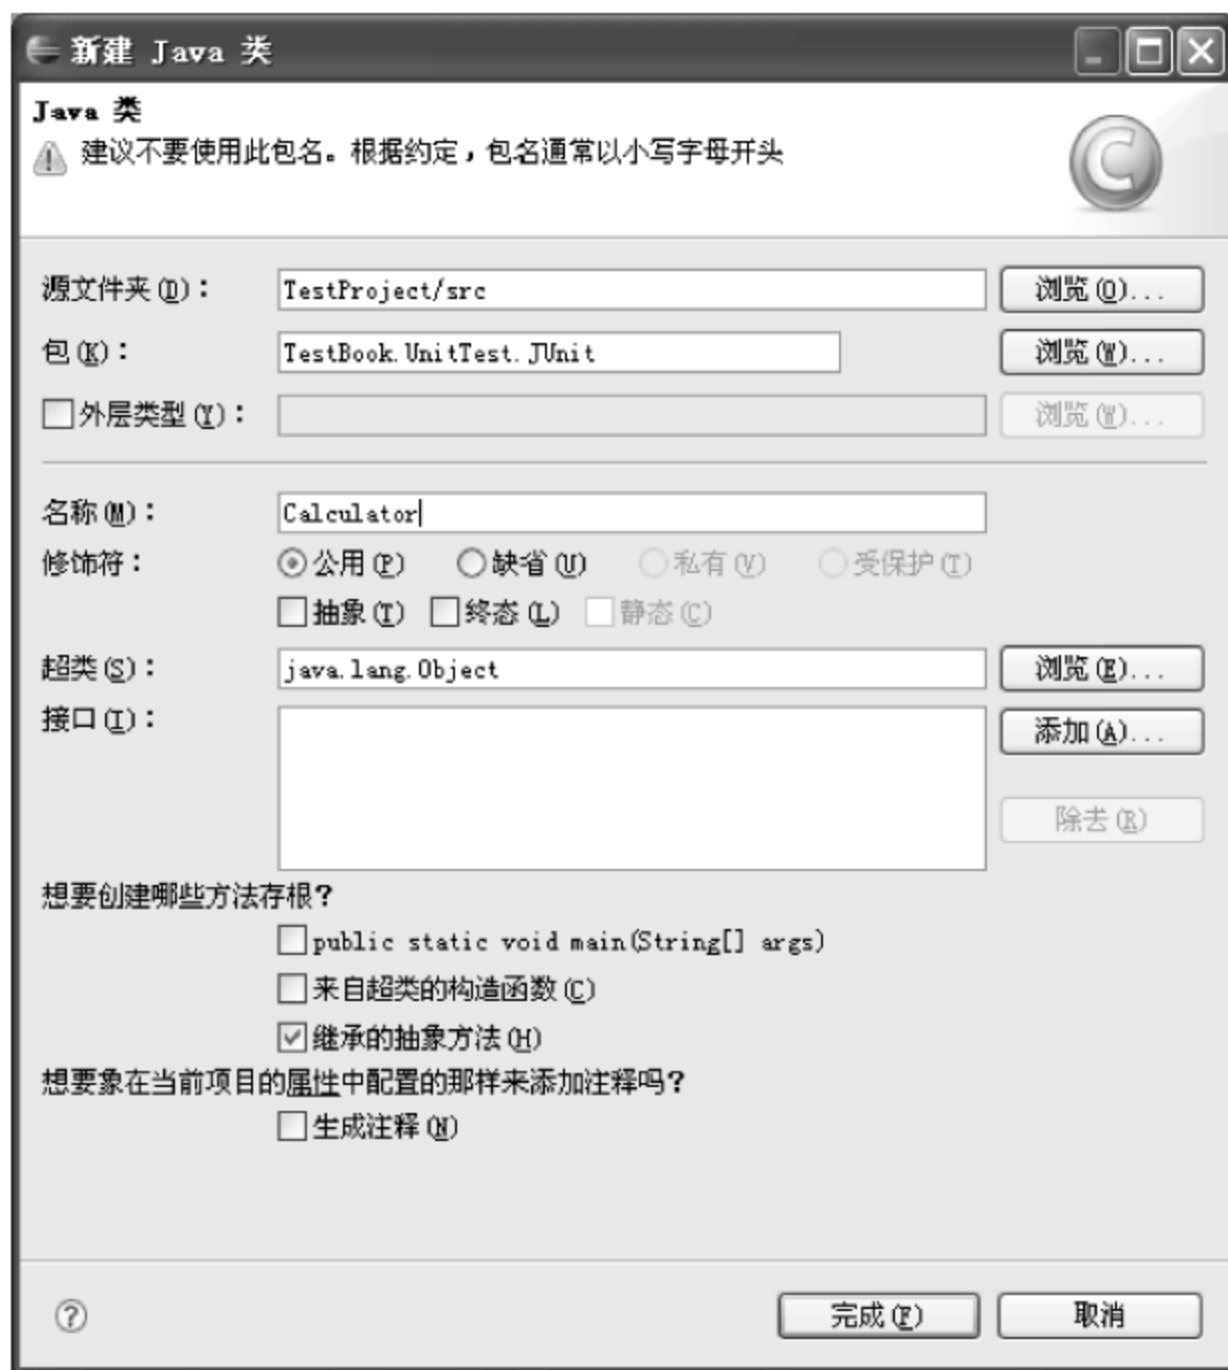 新建 Java 类
Java 类
建议不要使用此包名。根据约定，包名通常以小写字母开头
源文件夹(D)： TestProject/src 浏览(O)...
包(K)： TestBook.UnitTest.JUnit 浏览(W)...
外层类型(Y)： 浏览(W)...
名称(M)： Calculator
修饰符： 公用(P) 缺省(U) 私有(V) 受保护(T)
抽象(T) 终态(L) 静态(C)
超类(S)： java.lang.Object 浏览(E)...
接口(I)： 添加(A)...
除去(R)
想要创建哪些方法存根？
public static void main(String[] args)
来自超类的构造函数(C)
继承的抽象方法(H)
想要象在当前项目的属性中配置的那样来添加注释吗？
生成注释(N)
完成(F) 取消